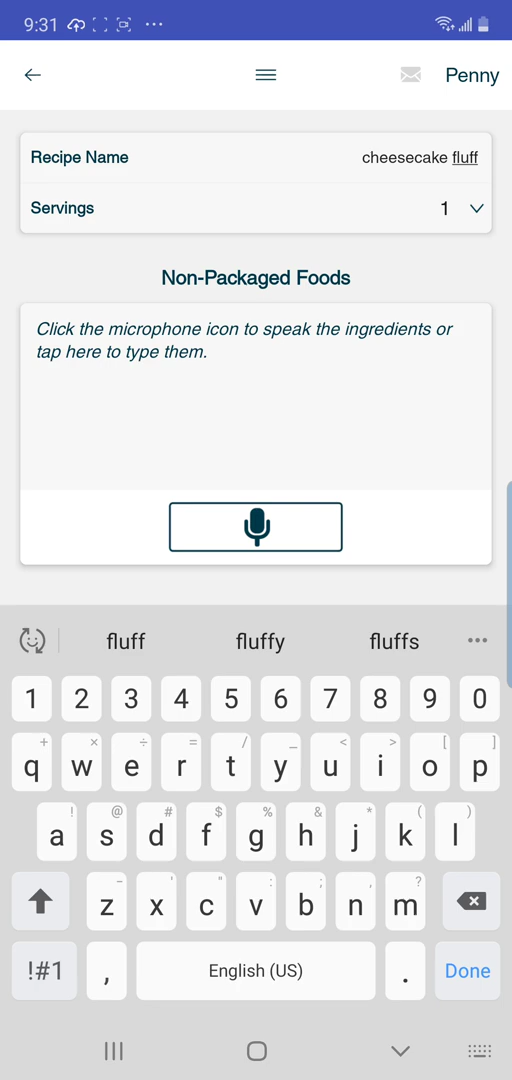 9:31
Penny
Recipe Name cheesecake fluff
Servings 1
Non-Packaged Foods
Click the microphone icon to speak the ingredients or
tap here to type them.
fluff fluffy fluffs
1 2 3 4 5 6 7 8 9 0
+ × ÷ = / _ < > [ ]
q w e r t y u i o p
! @ # $ % & * ( )
a s d f g h j k l
- ' " : ; , ?
z x c v b n m
!#1 , English (US) . Done